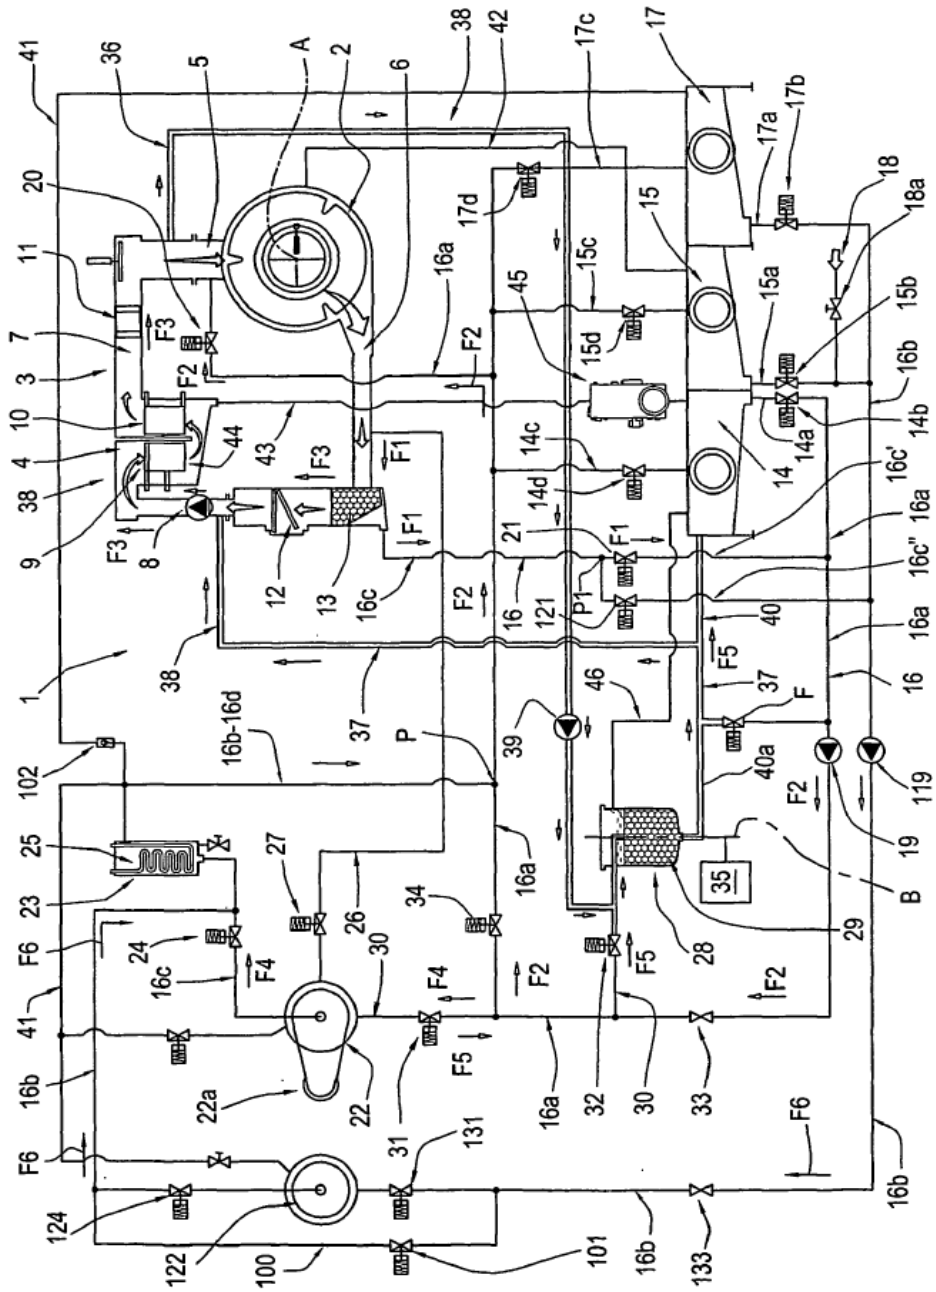 F6
16b
41
F6
23
25
102
1
38
4
3
7
11
20
36
41
124
24
9
10
5
122
16c
F3
8
44
F2
F3
100
F4
27
16b-16d
38
12
13
43
F3
A
22a
26
37
16c
F1
F1
2
22
30
34
P
F2
16a
6
31
F4
F5
16a
39
16
F2
45
17d
38
42
131
101
16a
F2
46
P1
121
21
14d
14c
15d
15c
17c
32
F5
28
F1
16b
30
35
29
40a
37
F5
40
14
15
17
133
33
F2
B
F
16c"
16c'
14a
15a
17a
F6
19
F2
16
16a
16a
14b
15b
18a
18
17b
16b
119
16b